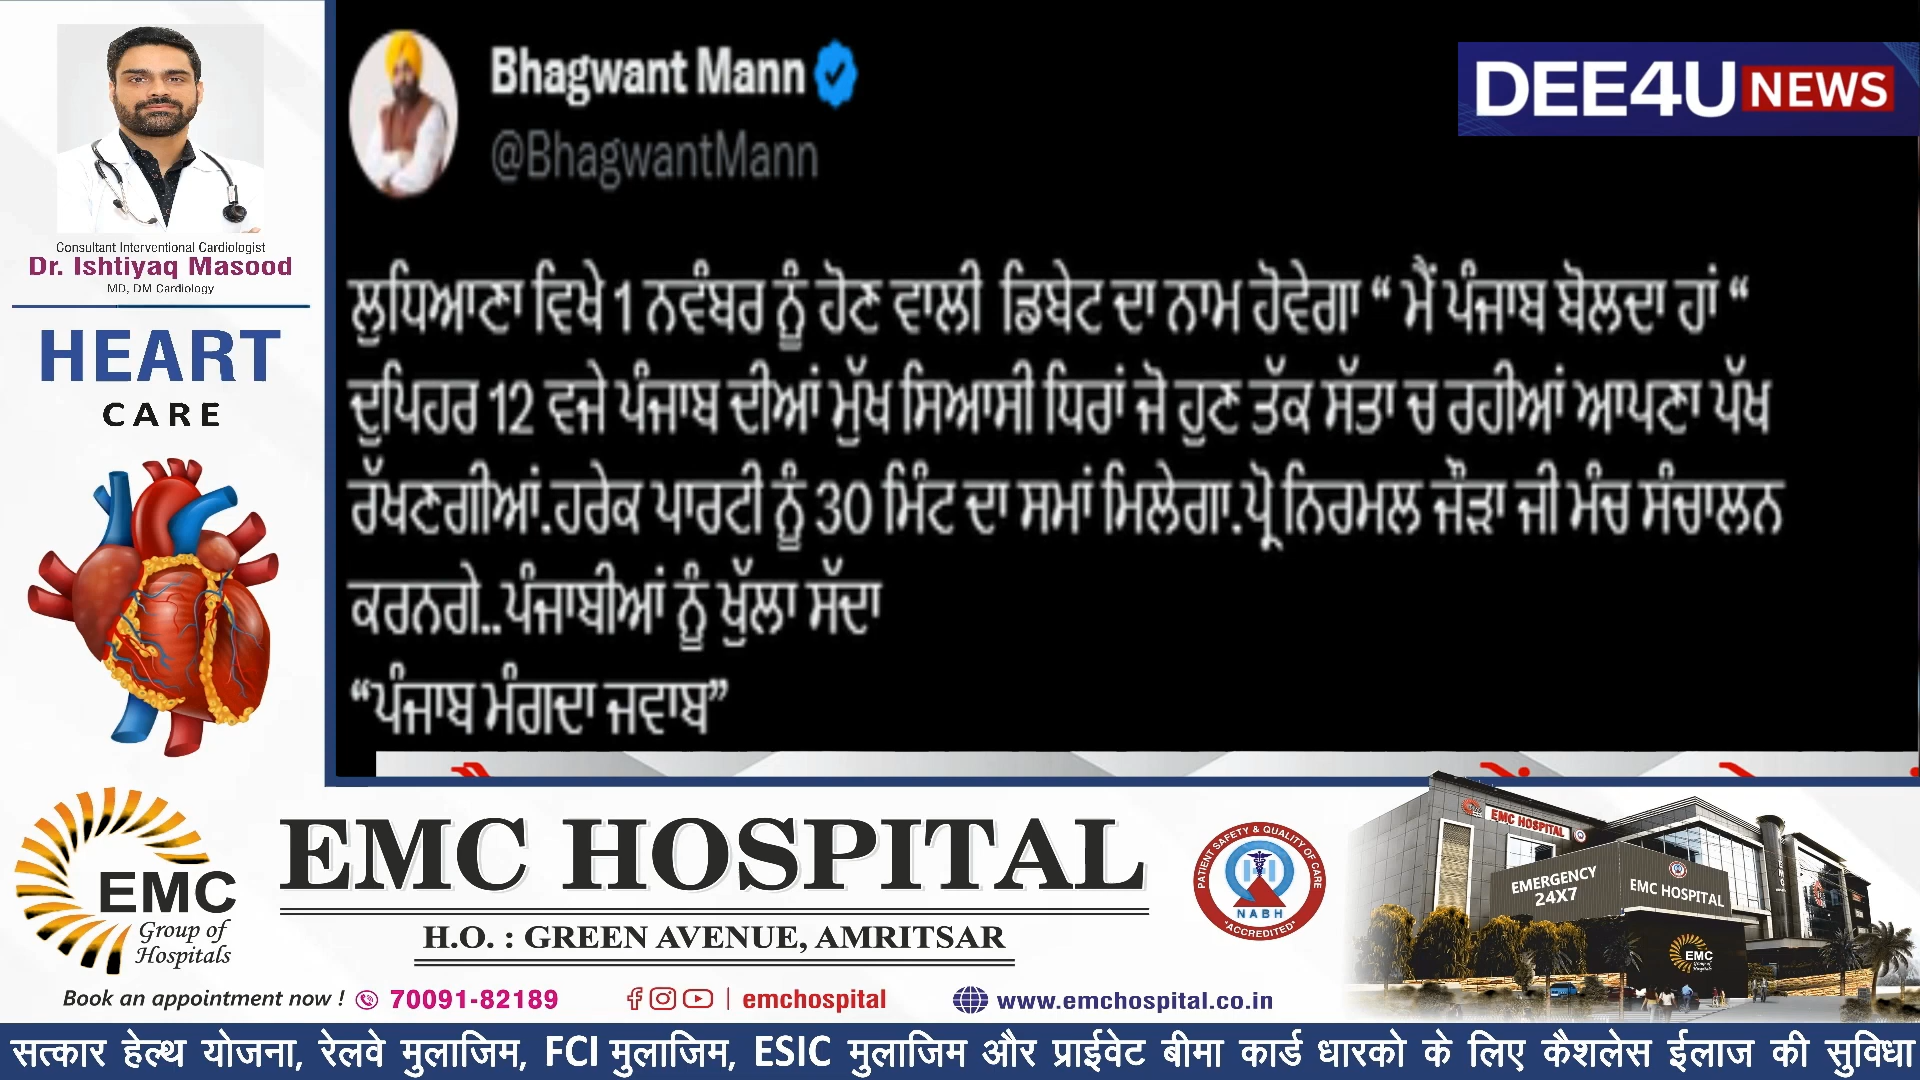 Bhagwant Mann
@BhagwantMann
DEE4U NEWS
ਲੁਧਿਆਣਾ ਵਿਖੇ 1 ਨਵੰਬਰ ਨੂੰ ਹੋਣ ਵਾਲੀ ਡਿਬੇਟ ਦਾ ਨਾਮ ਹੋਵੇਗਾ “ ਮੈਂ ਪੰਜਾਬ ਬੋਲਦਾ ਹਾਂ “
ਦੁਪਿਹਰ 12 ਵਜੇ ਪੰਜਾਬ ਦੀਆਂ ਮੁੱਖ ਸਿਆਸੀ ਧਿਰਾਂ ਜੋ ਹੁਣ ਤੱਕ ਸੱਤਾ ਚ ਰਹੀਆਂ ਆਪਣਾ ਪੱਖ
ਰੱਖਣਗੀਆਂ.ਹਰੇਕ ਪਾਰਟੀ ਨੂੰ 30 ਮਿੰਟ ਦਾ ਸਮਾਂ ਮਿਲੇਗਾ.ਪ੍ਰੋ ਨਿਰਮਲ ਜੌੜਾ ਜੀ ਮੰਚ ਸੰਚਾਲਨ
ਕਰਨਗੇ..ਪੰਜਾਬੀਆਂ ਨੂੰ ਖੁੱਲਾ ਸੱਦਾ
“ਪੰਜਾਬ ਮੰਗਦਾ ਜਵਾਬ”
Consultant Interventional Cardiologist
Dr. Ishtiyaq Masood
MD, DM Cardiology
HEART
CARE
EMC
Group of
Hospitals
EMC HOSPITAL
H.O. : GREEN AVENUE, AMRITSAR
Book an appointment now ! 70091-82189
| emchospital
www.emchospital.co.in
PATIENT SAFETY & QUALITY OF CARE
NABH
ACCREDITED
EMC HOSPITAL
EMERGENCY
24X7
EMC HOSPITAL
EMC
Group of
Hospitals
सत्कार हेल्थ योजना, रेलवे मुलाजिम, FCI मुलाजिम, ESIC मुलाजिम और प्राईवेट बीमा कार्ड धारको के लिए कैशलेस ईलाज की सुविधा